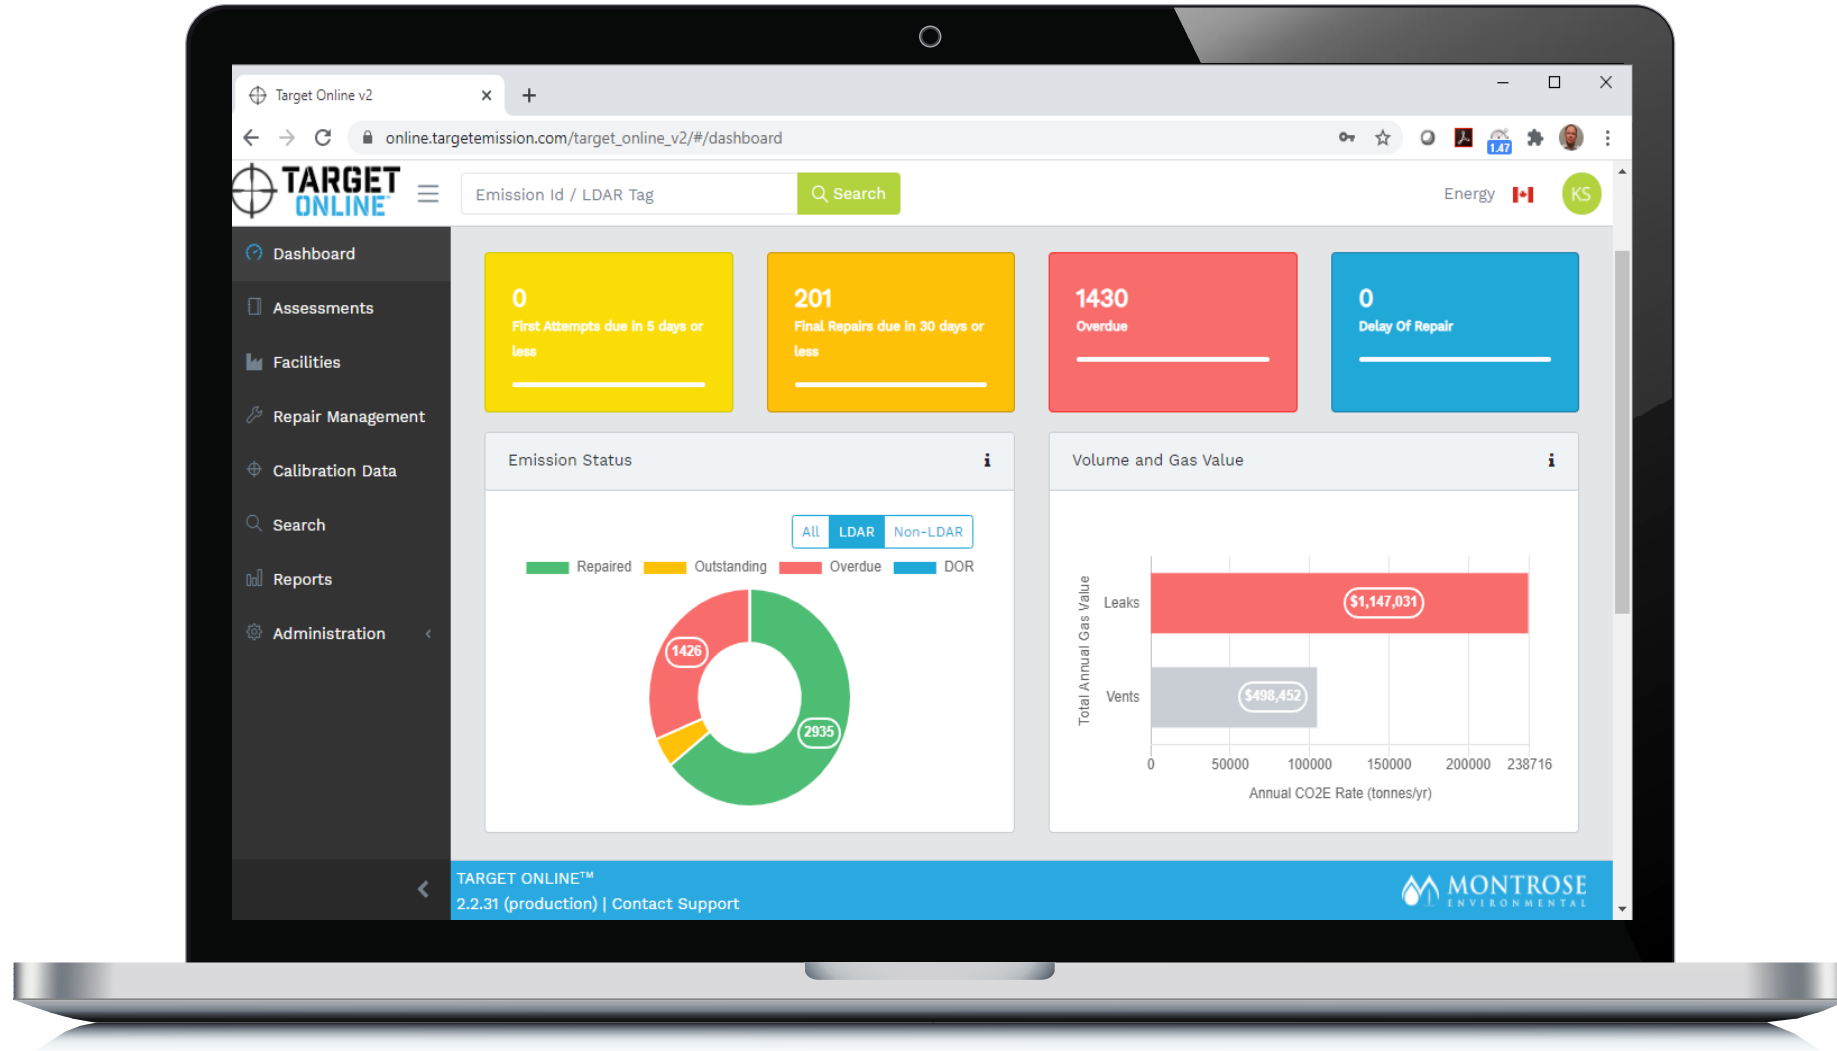 Target Online v2
online.targetemission.com/target_online_v2/#/dashboard
1.47
TARGET
ONLINE
Emission Id / LDAR Tag
Search
Energy
KS
Dashboard
Assessments
Facilities
Repair Management
Calibration Data
Search
Reports
Administration
0
First Attempts due in 5 days or
less
201
Final Repairs due in 30 days or
less
1430
Overdue
0
Delay Of Repair
Emission Status
i
All LDAR Non-LDAR
Repaired Outstanding Overdue DOR
1426
2935
Volume and Gas Value
i
Total Annual Gas Value
Leaks
$1,147,031
Vents
$498,452
0 50000 100000 150000 200000 238716
Annual CO2E Rate (tonnes/yr)
TARGET ONLINE™
2.2.31 (production) | Contact Support
MONTROSE
ENVIRONMENTAL